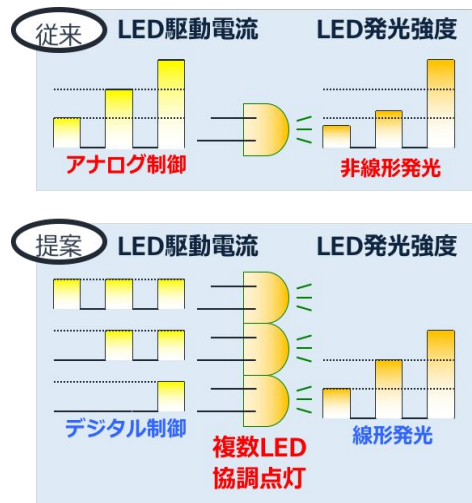 従来
LED駆動電流
LED発光強度
アナログ制御
非線形発光
提案
LED駆動電流
LED発光強度
デジタル制御
複数LED
協調点灯
線形発光